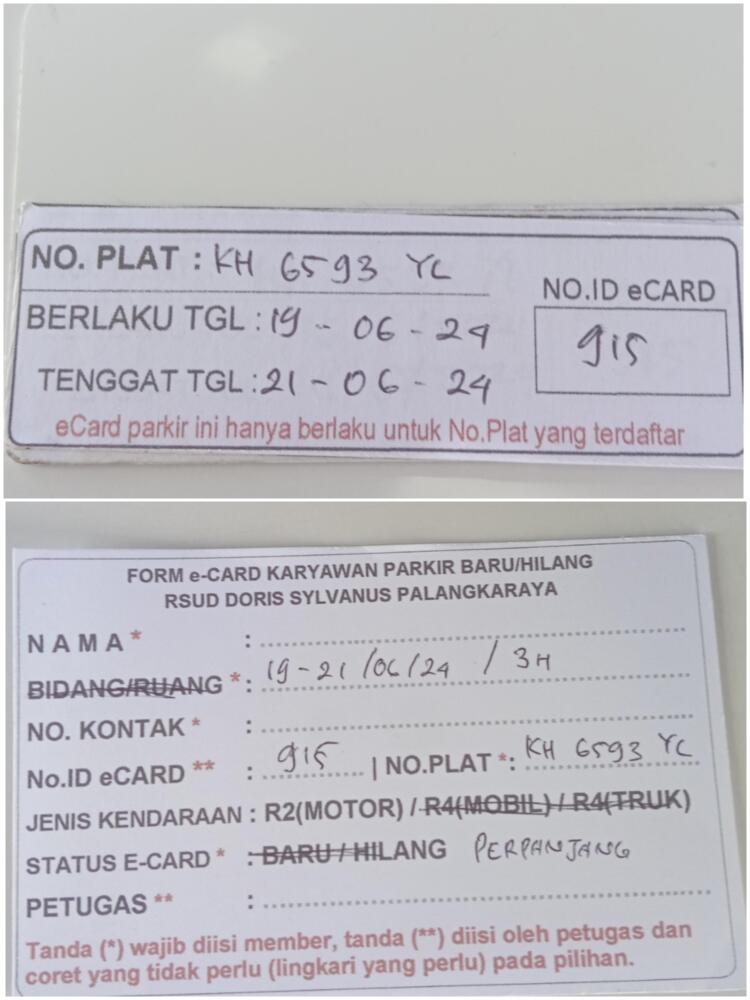 NO. PLAT : KH 6593 YC
BERLAKU TGL : 19 - 06 - 24
TENGGAT TGL : 21 - 06 - 24
NO.ID eCARD
915
eCard parkir ini hanya berlaku untuk No.Plat yang terdaftar
FORM e-CARD KARYAWAN PARKIR BARU/HILANG
RSUD DORIS SYLVANUS PALANGKARAYA
NAMA* :
BIDANG/RUANG *: 19-21/06/24 / 3H
NO. KONTAK * :
No.ID eCARD ** : 915 | NO.PLAT *: KH 6593 YC
JENIS KENDARAAN : R2(MOTOR) / R4(MOBIL) / R4(TRUK)
STATUS E-CARD * : BARU / HILANG PERPANJANG
PETUGAS ** :
Tanda (*) wajib diisi member, tanda (**) diisi oleh petugas dan
coret yang tidak perlu (lingkari yang perlu) pada pilihan.